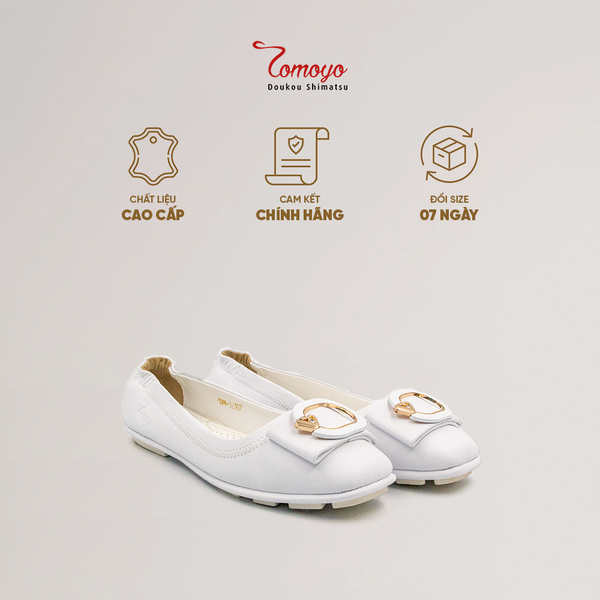 Tomoyo
Doukou Shimatsu
CHẤT LIỆU
CAO CẤP
CAM KẾT
CHÍNH HÃNG
ĐỔI SIZE
07 NGÀY